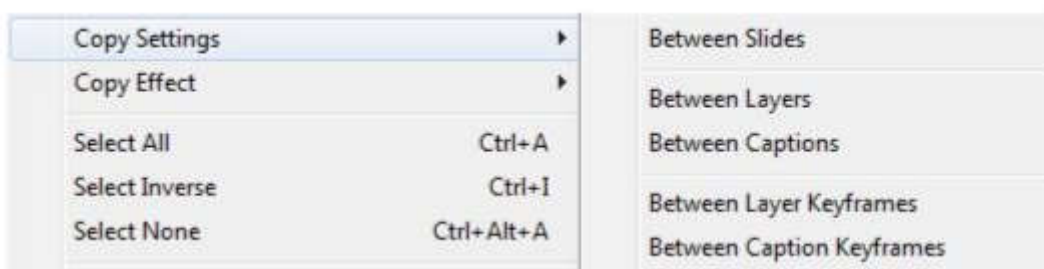 Copy Settings
Copy Effect
Select All Ctrl+A
Select Inverse Ctrl+I
Select None Ctrl+Alt+A
Between Slides
Between Layers
Between Captions
Between Layer Keyframes
Between Caption Keyframes